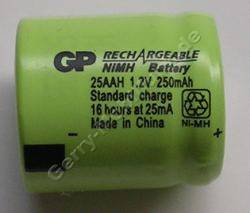 GP RECHARGEABLE
NiMH Battery
25AAH 1.2V 250mAh
Standard charge
16 hours at 25mA
Made in China
Ni-MH
- +